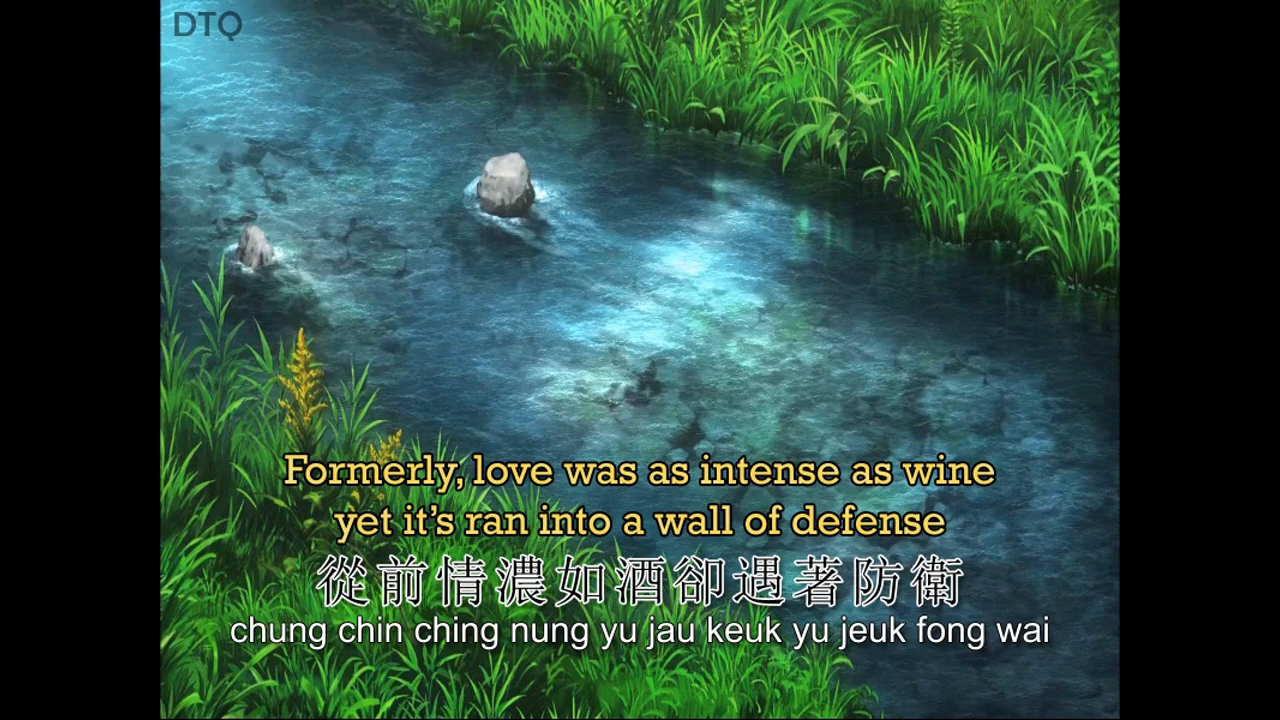 DTQ
Formerly, love was as intense as wine
yet it's ran into a wall of defense
從前情濃如酒卻遇著防衛
chung chin ching nung yu jau keuk yu jeuk fong wai